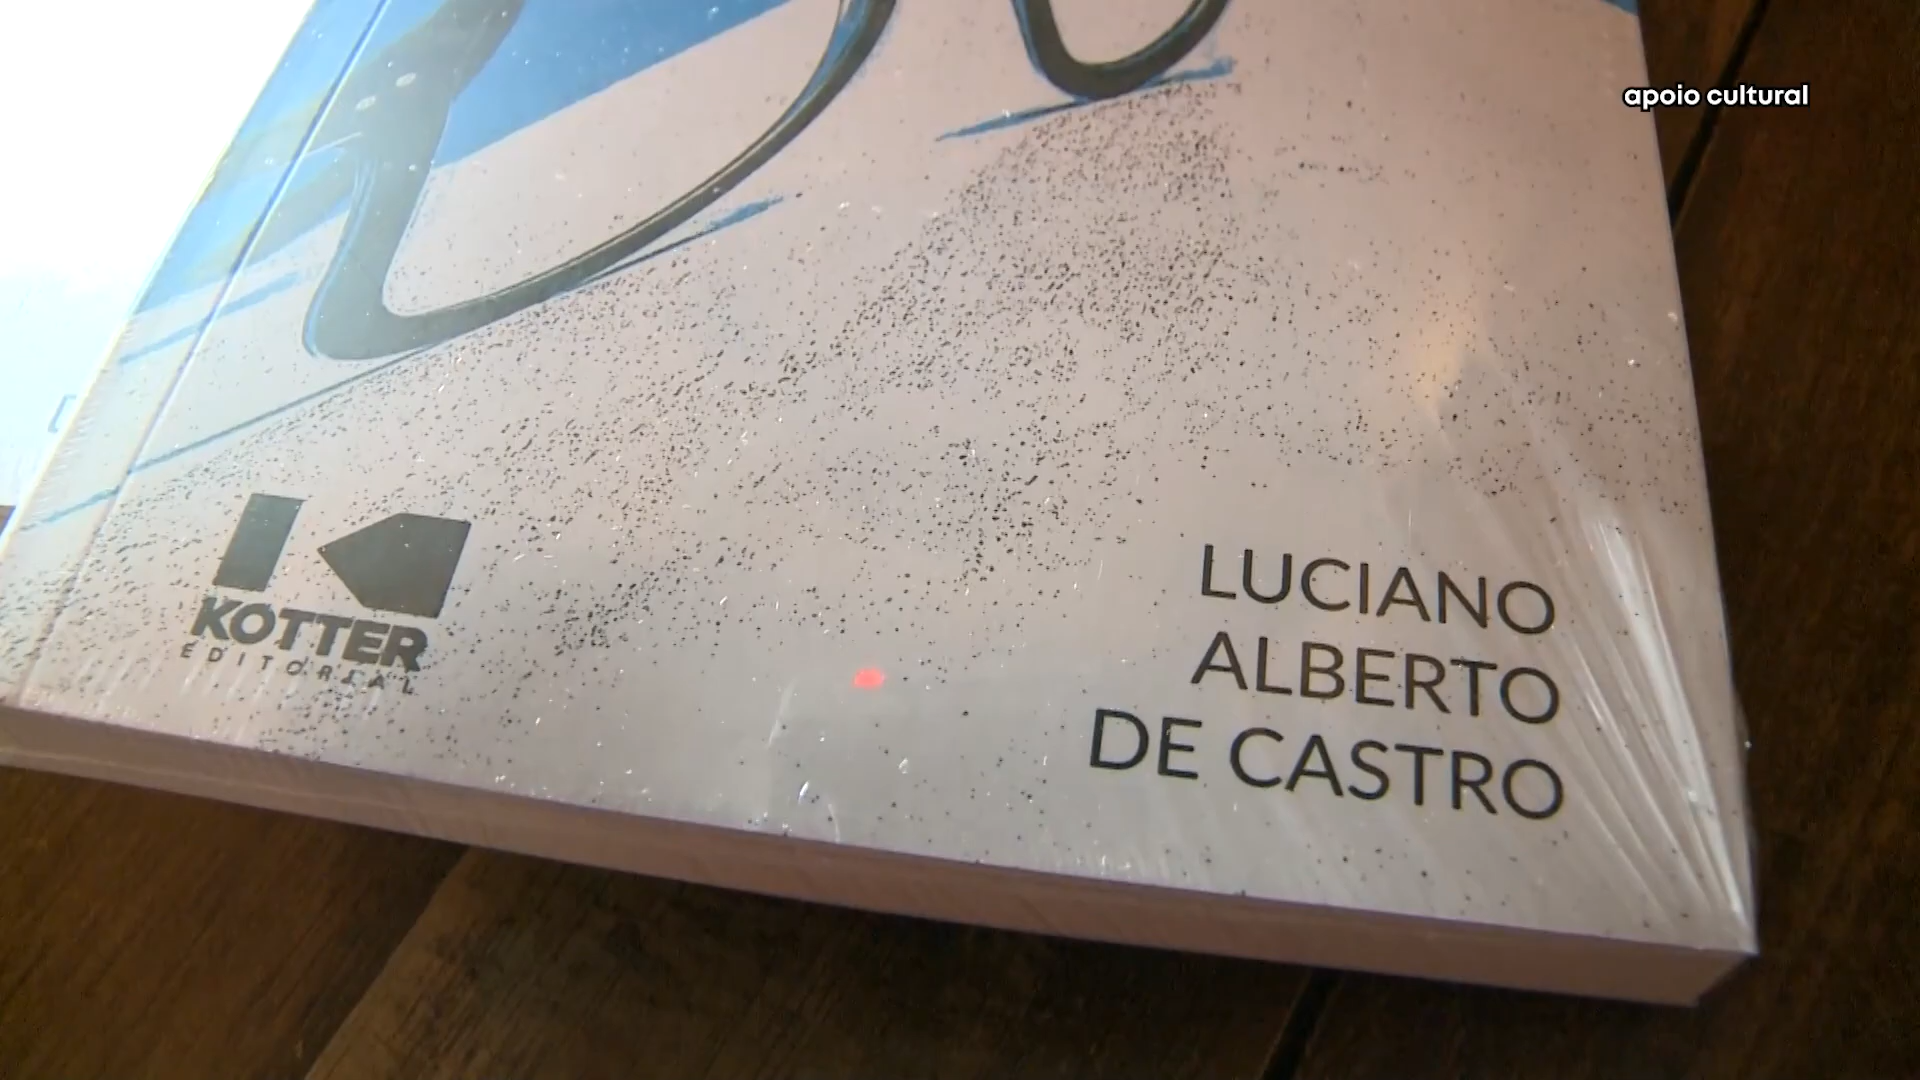 apoio cultural
KOTTER
EDITORIAL
LUCIANO
ALBERTO
DE CASTRO